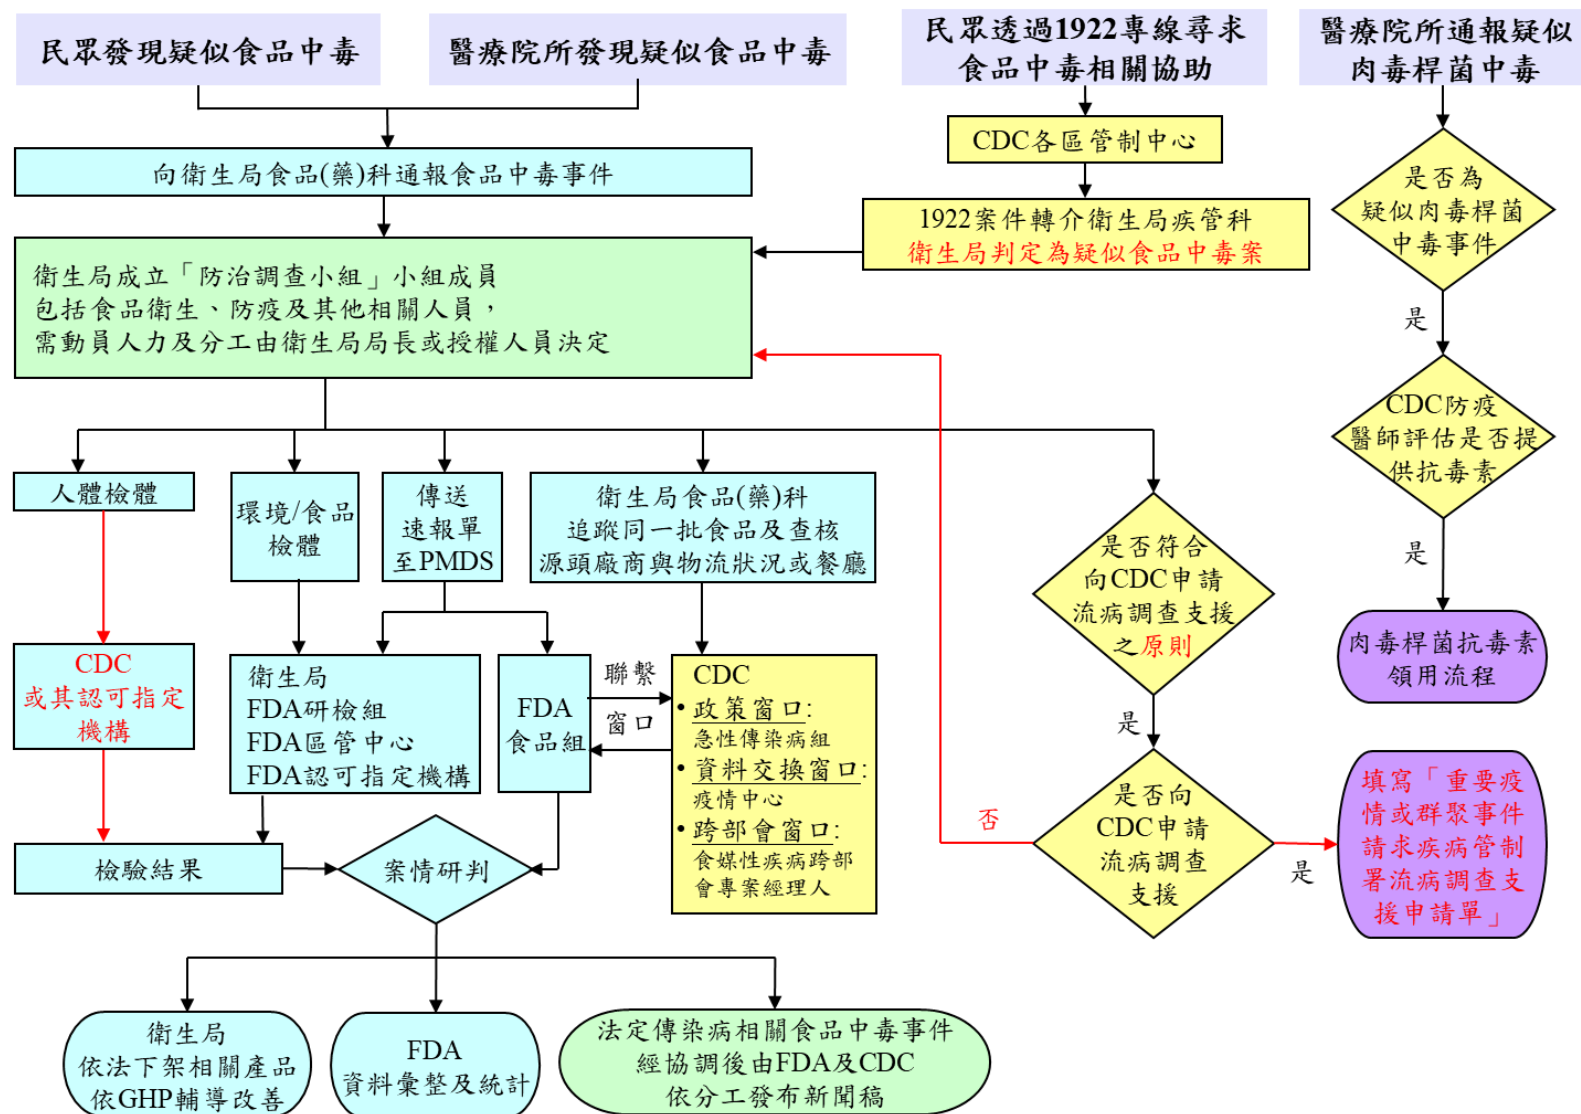 民眾發現疑似食品中毒
醫療院所發現疑似食品中毒
民眾透過1922專線尋求
食品中毒相關協助
醫療院所通報疑似
肉毒桿菌中毒
向衛生局食品(藥)科通報食品中毒事件
CDC各區管制中心
1922案件轉介衛生局疾管科
衛生局判定為疑似食品中毒案
是否為
疑似肉毒桿菌
中毒事件
衛生局成立「防治調查小組」小組成員
包括食品衛生、防疫及其他相關人員，
需動員人力及分工由衛生局局長或授權人員決定
是
CDC防疫
醫師評估是否提
供抗毒素
是
肉毒桿菌抗毒素
領用流程
人體檢體
環境/食品
檢體
傳送
速報單
至PMDS
衛生局食品(藥)科
追蹤同一批食品及查核
源頭廠商與物流狀況或餐廳
是否符合
向CDC申請
流病調查支援
之原則
CDC
或其認可指定
機構
衛生局
FDA研檢組
FDA區管中心
FDA認可指定機構
FDA
食品組
聯繫
窗口
CDC
• 政策窗口:
急性傳染病組
• 資料交換窗口:
疫情中心
• 跨部會窗口:
食媒性疾病跨部
會專案經理人
是
是否向
CDC申請
流病調查
支援
否
是
填寫「重要疫
情或群聚事件
請求疾病管制
署流病調查支
援申請單」
檢驗結果
案情研判
衛生局
依法下架相關產品
依GHP輔導改善
FDA
資料彙整及統計
法定傳染病相關食品中毒事件
經協調後由FDA及CDC
依分工發布新聞稿